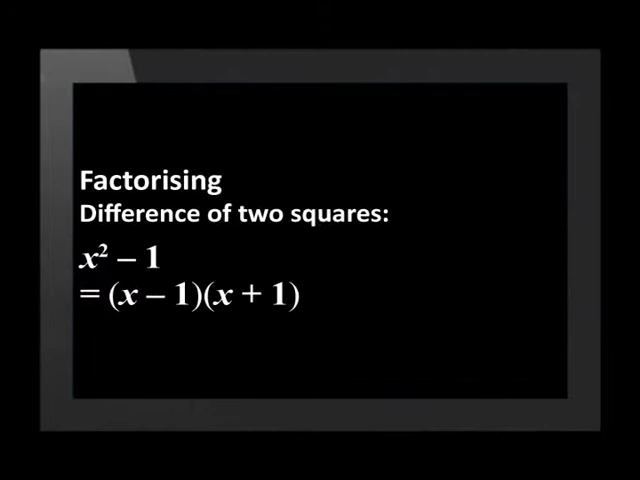 Factorising
Difference of two squares:
x² – 1
= (x – 1)(x + 1)